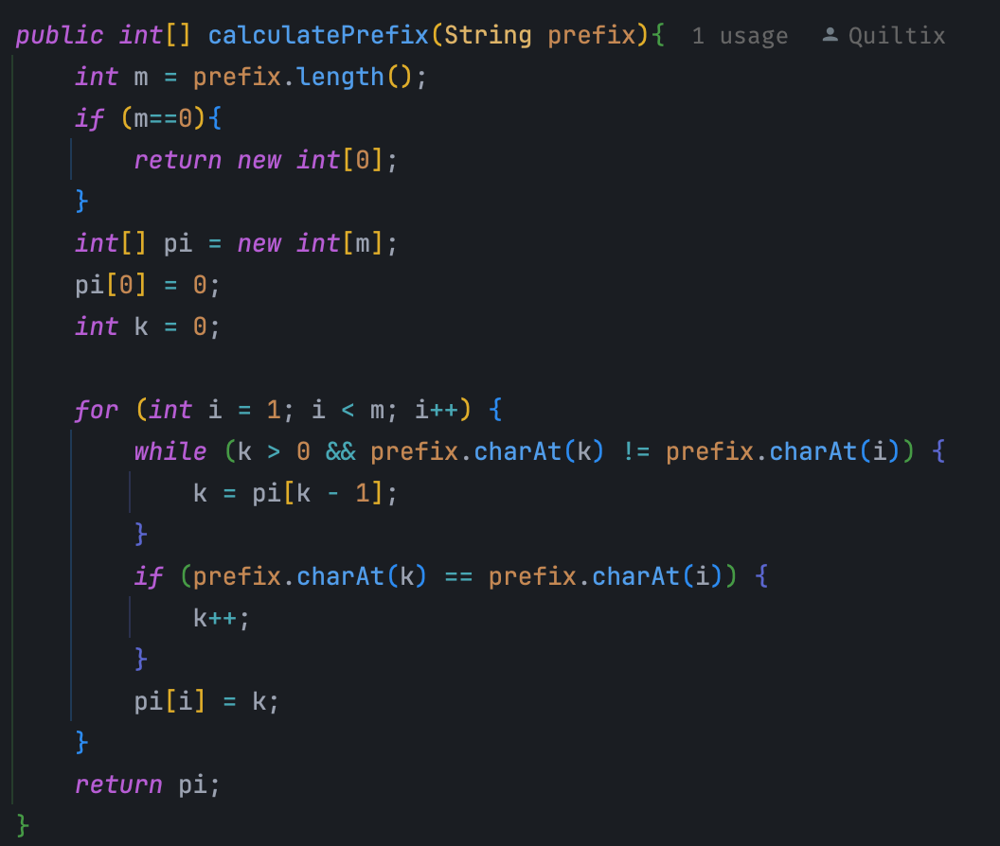 public int[] calculatePrefix(String prefix){ 1 usage Quiltix
    int m = prefix.length();
    if (m==0){
        return new int[0];
    }
    int[] pi = new int[m];
    pi[0] = 0;
    int k = 0;

    for (int i = 1; i < m; i++) {
        while (k > 0 && prefix.charAt(k) != prefix.charAt(i)) {
            k = pi[k - 1];
        }
        if (prefix.charAt(k) == prefix.charAt(i)) {
            k++;
        }
        pi[i] = k;
    }
    return pi;
}